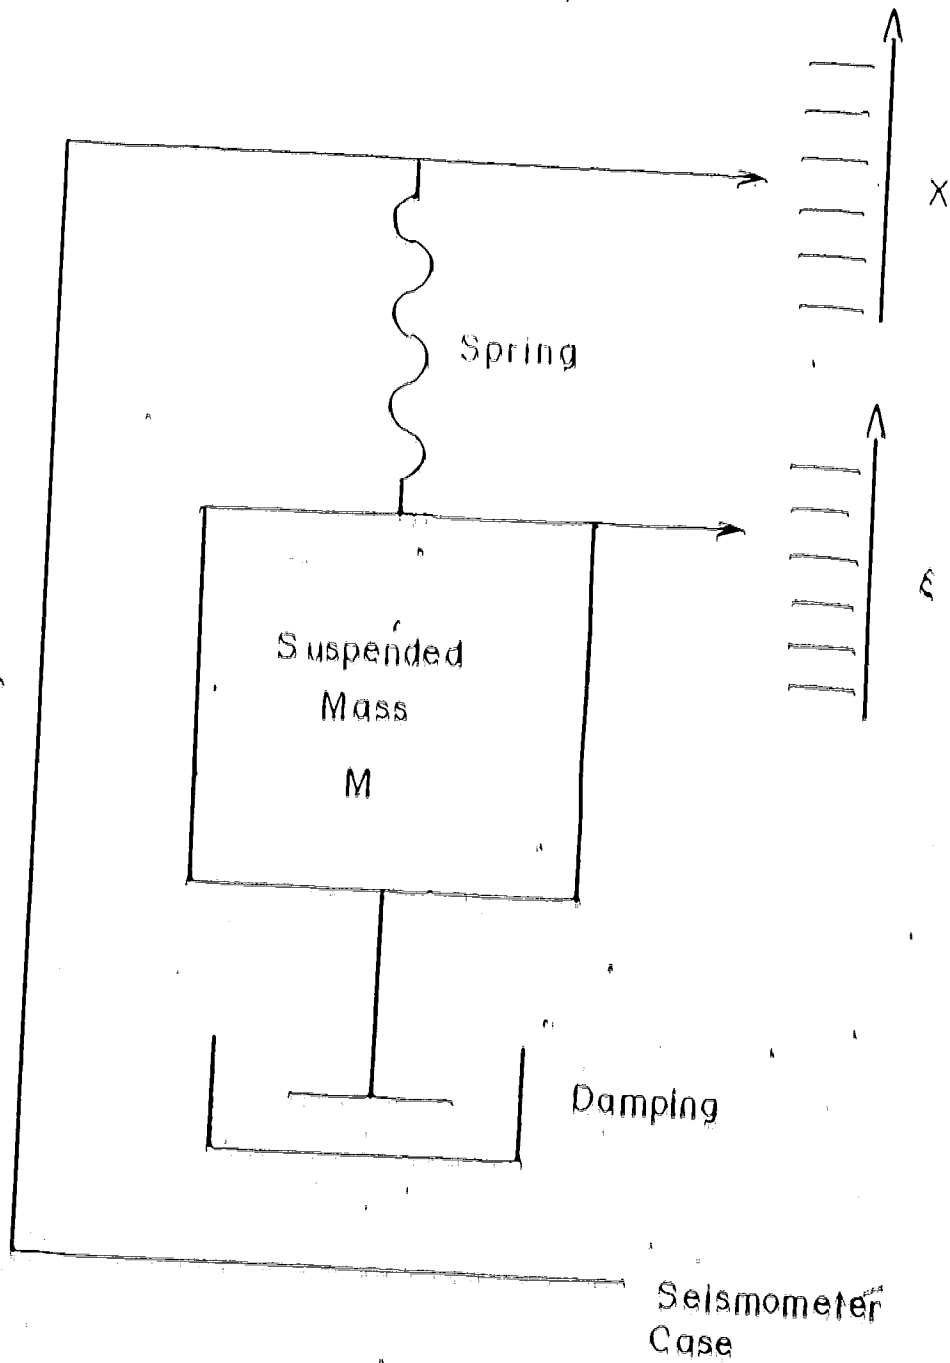 X
Spring
ξ
Suspended
Mass
M
Damping
Seismometer
Case